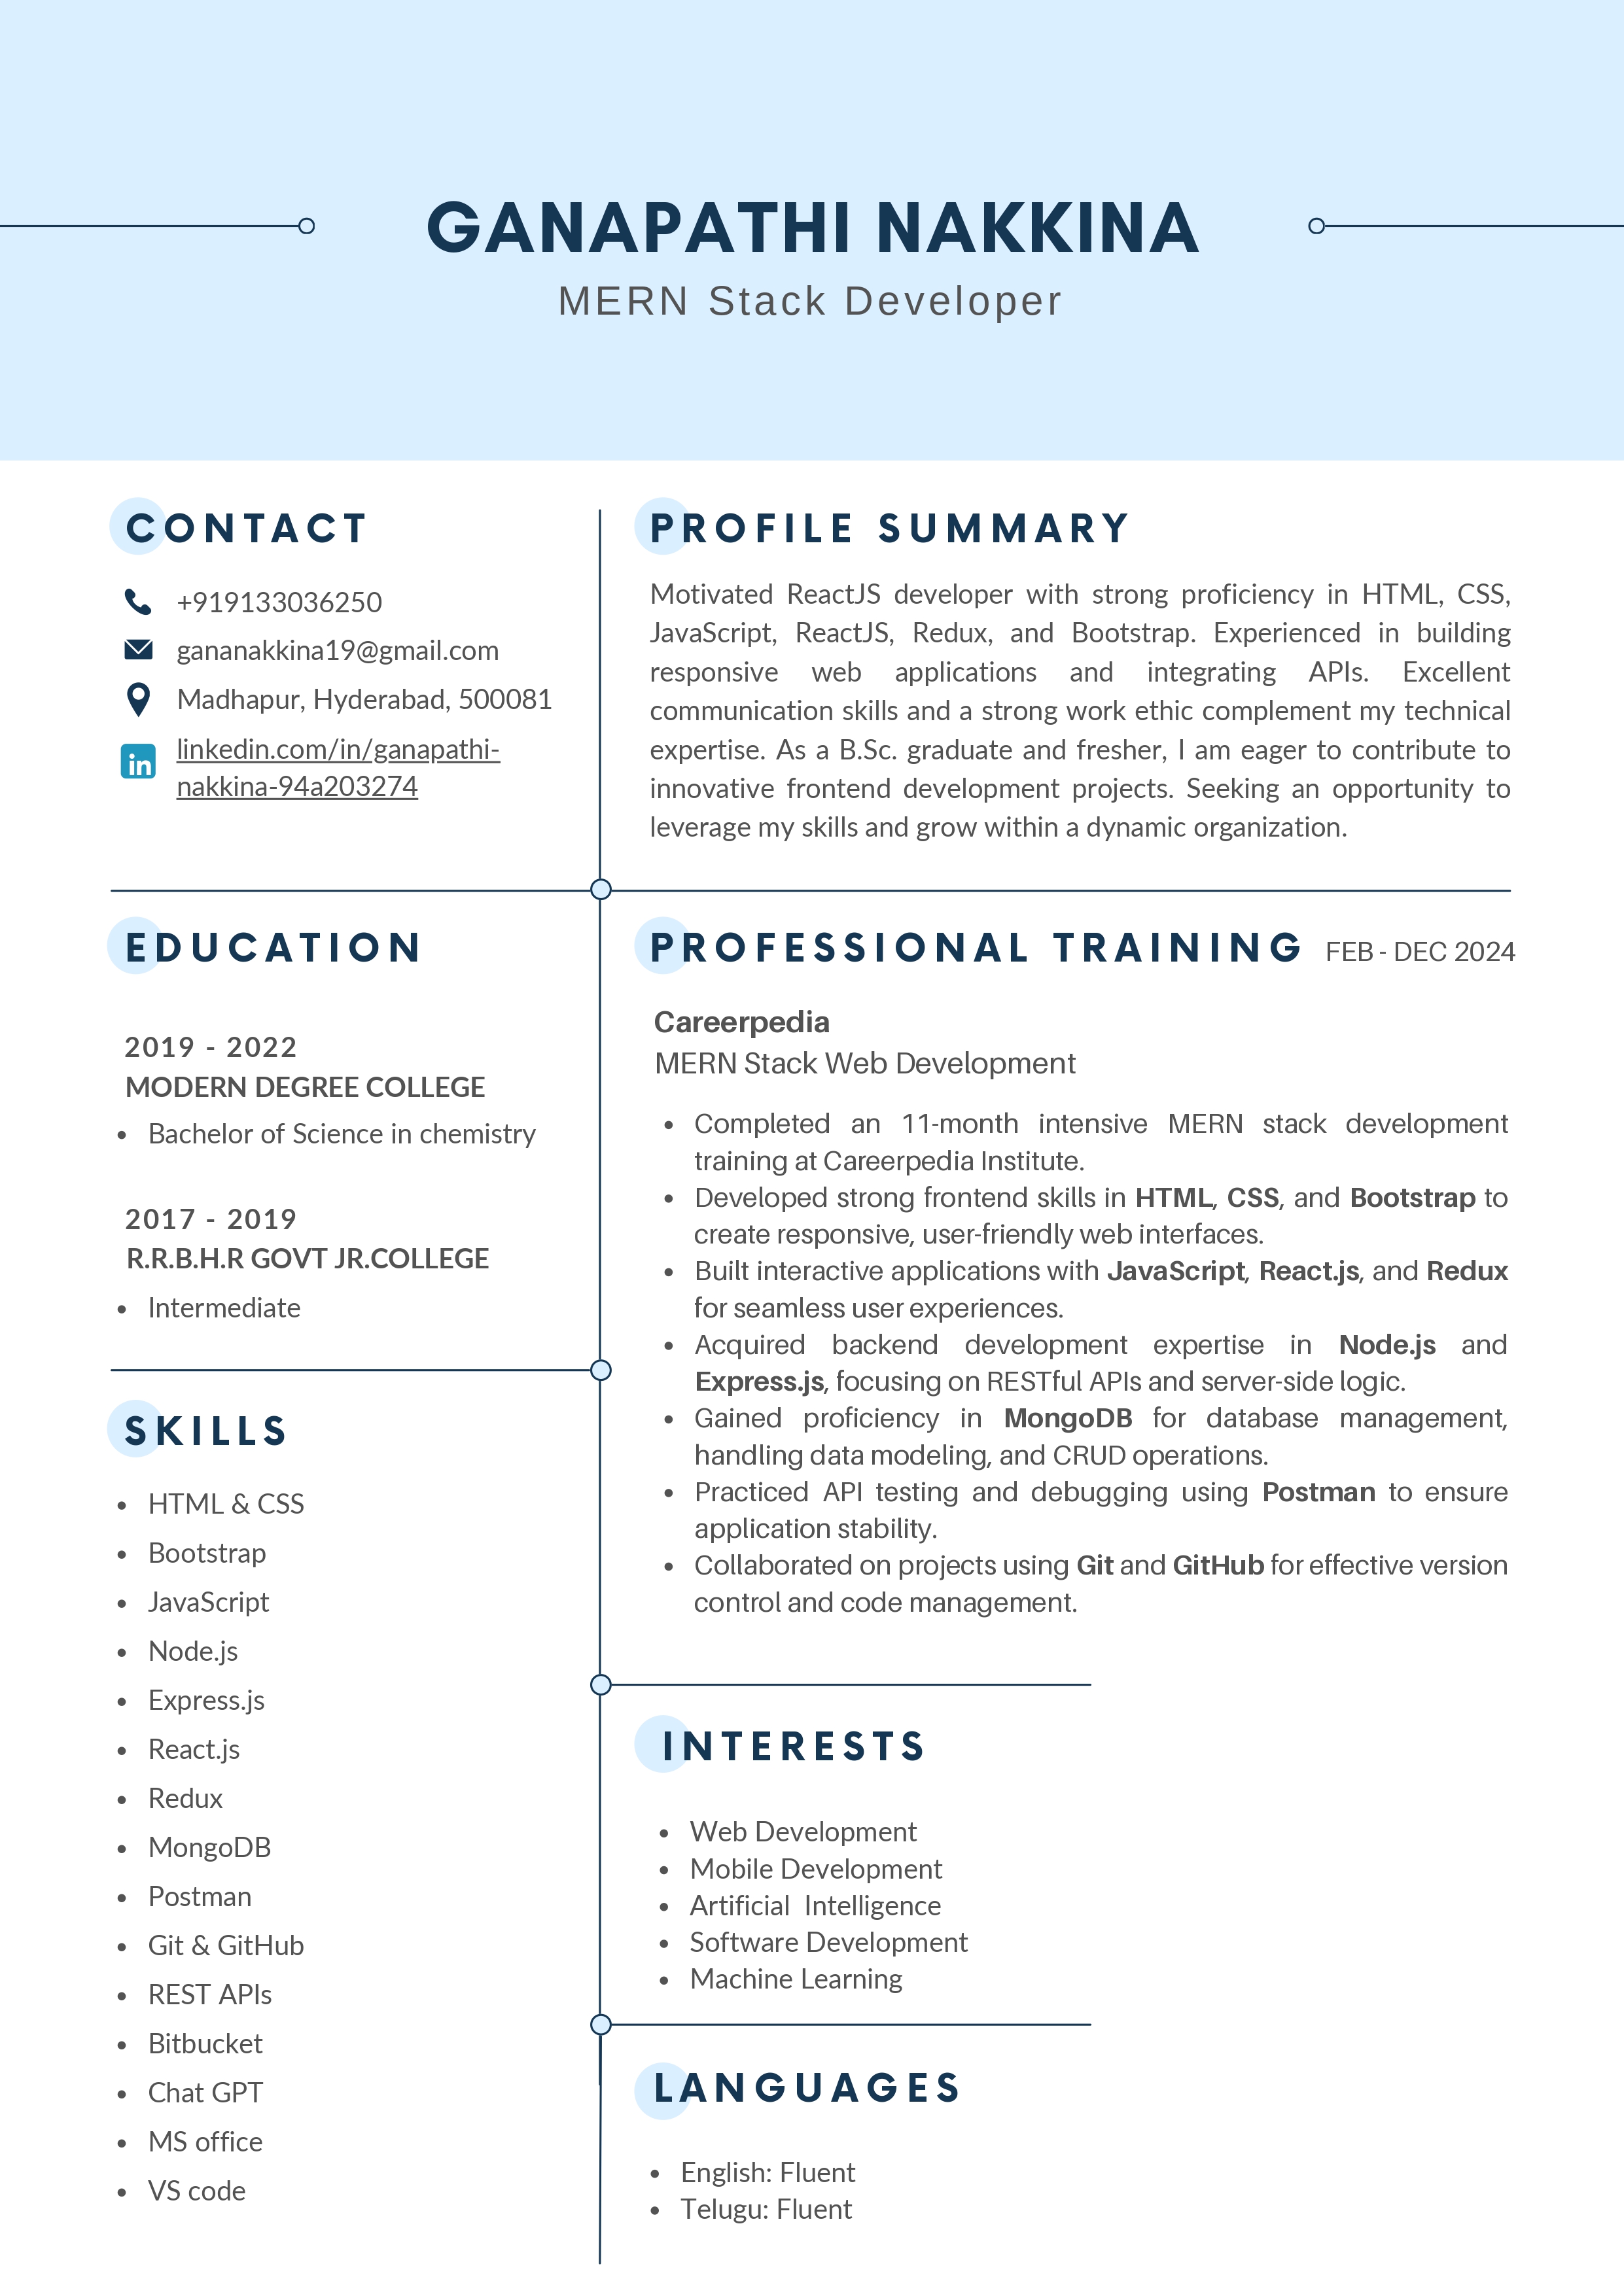 GANAPATHI NAKKINA
MERN Stack Developer
CONTACT
+919133036250
gananakkina19@gmail.com
Madhapur, Hyderabad, 500081
linkedin.com/in/ganapathi-
nakkina-94a203274
PROFILE SUMMARY
Motivated ReactJS developer with strong proficiency in HTML, CSS,
JavaScript, ReactJS, Redux, and Bootstrap. Experienced in building
responsive web applications and integrating APIs. Excellent
communication skills and a strong work ethic complement my technical
expertise. As a B.Sc. graduate and fresher, I am eager to contribute to
innovative frontend development projects. Seeking an opportunity to
leverage my skills and grow within a dynamic organization.
EDUCATION
2019 - 2022
MODERN DEGREE COLLEGE
• Bachelor of Science in chemistry
2017 - 2019
R.R.B.H.R GOVT JR.COLLEGE
• Intermediate
SKILLS
• HTML & CSS
• Bootstrap
• JavaScript
• Node.js
• Express.js
• React.js
• Redux
• MongoDB
• Postman
• Git & GitHub
• REST APIs
• Bitbucket
• Chat GPT
• MS office
• VS code
PROFESSIONAL TRAINING FEB - DEC 2024
Careerpedia
MERN Stack Web Development
• Completed an 11-month intensive MERN stack development
training at Careerpedia Institute.
• Developed strong frontend skills in HTML, CSS, and Bootstrap to
create responsive, user-friendly web interfaces.
• Built interactive applications with JavaScript, React.js, and Redux
for seamless user experiences.
• Acquired backend development expertise in Node.js and
Express.js, focusing on RESTful APIs and server-side logic.
• Gained proficiency in MongoDB for database management,
handling data modeling, and CRUD operations.
• Practiced API testing and debugging using Postman to ensure
application stability.
• Collaborated on projects using Git and GitHub for effective version
control and code management.
INTERESTS
• Web Development
• Mobile Development
• Artificial Intelligence
• Software Development
• Machine Learning
LANGUAGES
• English: Fluent
• Telugu: Fluent